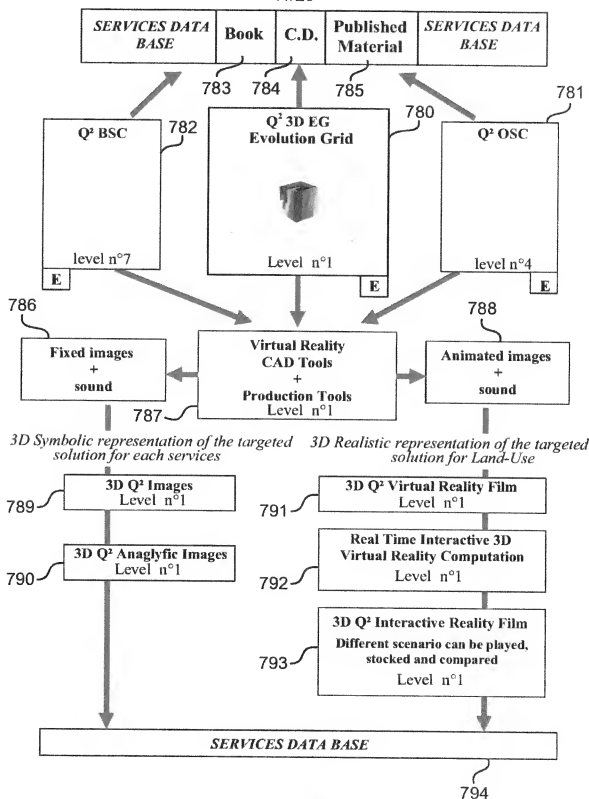 SERVICES DATA
BASE
Book
C.D.
Published
Material
SERVICES DATA
BASE
783
784
785
781
782
780
Q² BSC
level n°7
E
Q² 3D EG
Evolution Grid
Level n°1
E
Q² OSC
level n°4
E
786
788
Fixed images
+
sound
Virtual Reality
CAD Tools
+
Production Tools
Level n°1
Animated images
+
sound
787
3D Symbolic representation of the targeted
solution for each services
3D Realistic representation of the targeted
solution for Land-Use
3D Q² Images
Level n°1
789
3D Q² Virtual Reality Film
Level n°1
791
3D Q² Anaglyfic Images
Level n°1
790
Real Time Interactive 3D
Virtual Reality Computation
Level n°1
792
3D Q² Interactive Reality Film
Different scenario can be played,
stocked and compared
Level n°1
793
SERVICES DATA BASE
794